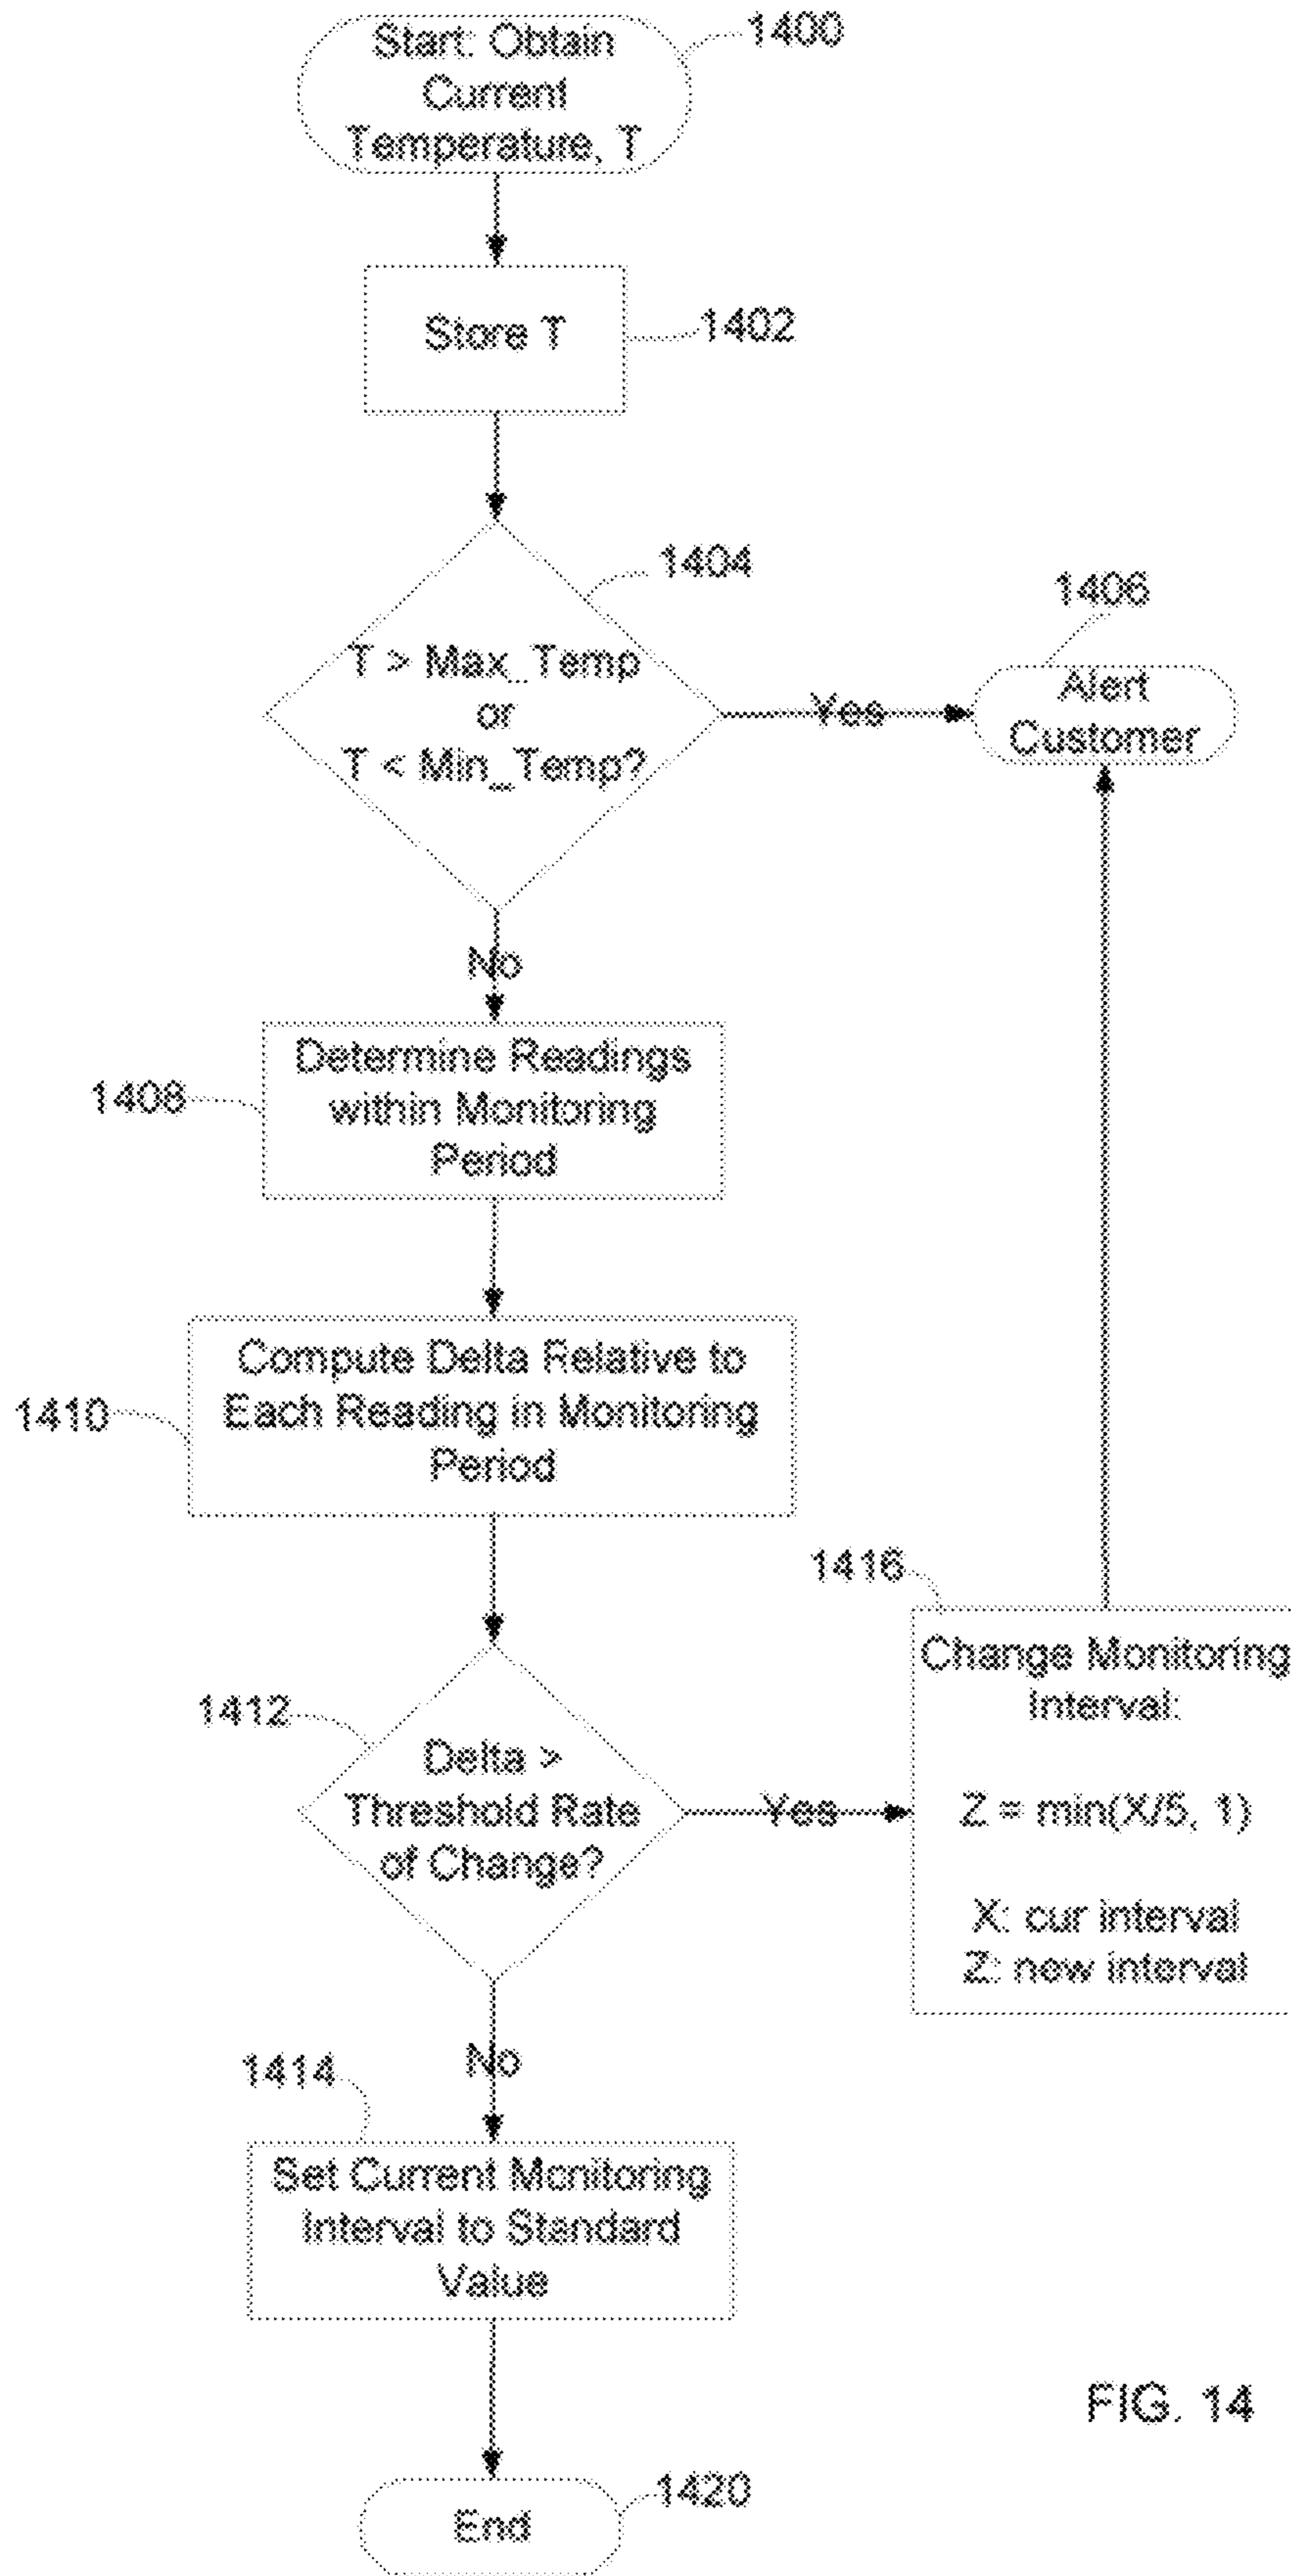 Start: Obtain
Current
Temperature, T
1400
Store T
1402
1404
T > Max_Temp
or
T < Min_Temp?
Yes
1406
Alert
Customer
No
1408
Determine Readings
within Monitoring
Period
1410
Compute Delta Relative to
Each Reading in Monitoring
Period
1412
Delta >
Threshold Rate
of Change?
Yes
1416
Change Monitoring
Interval:
Z = min(X/5, 1)
X: cur interval
Z: new interval
No
1414
Set Current Monitoring
Interval to Standard
Value
End
1420
FIG. 14